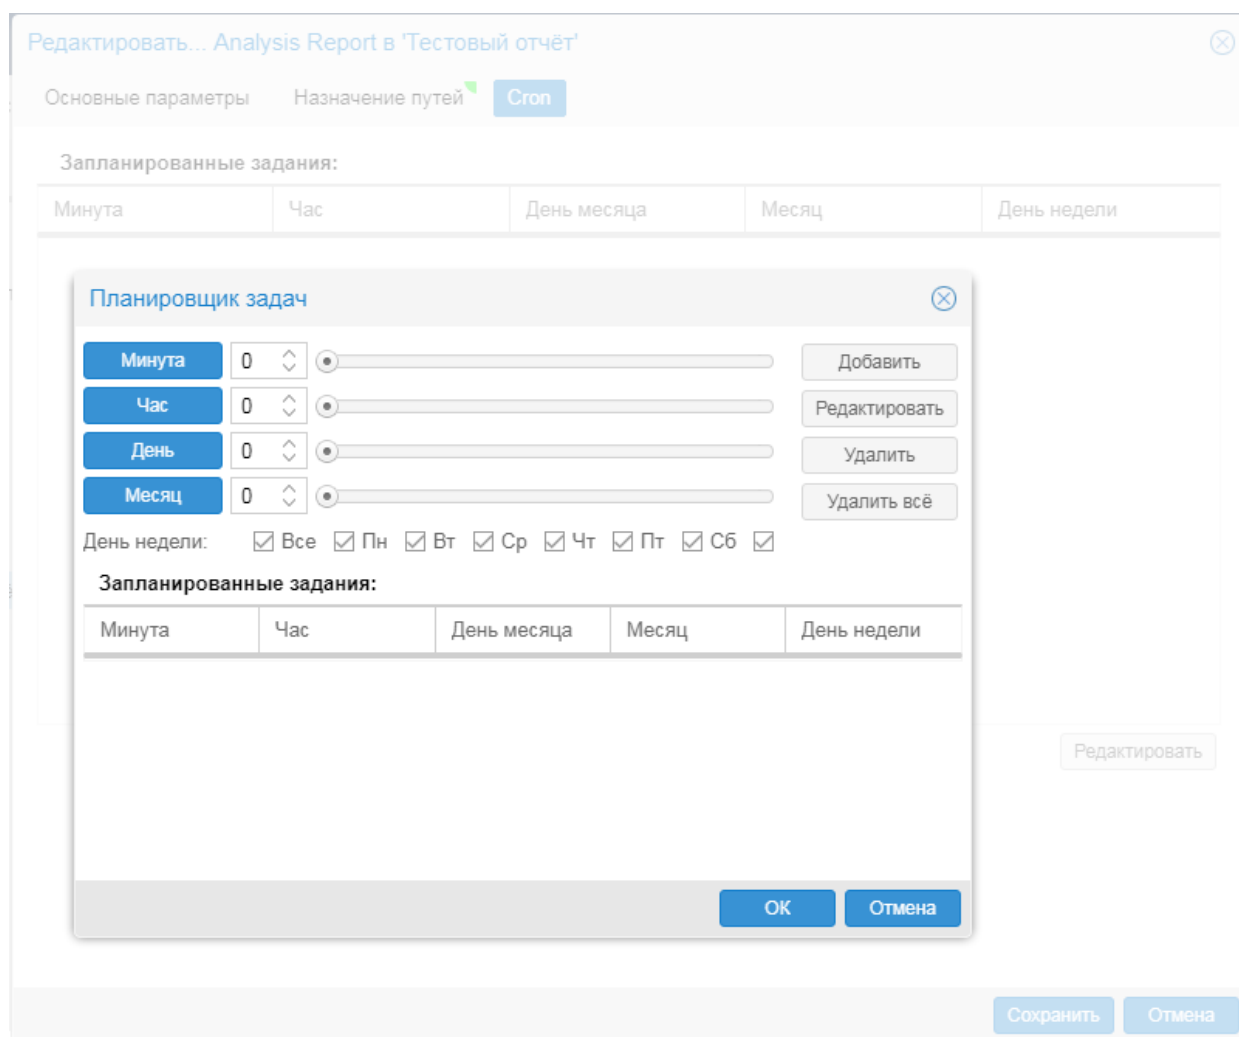 Редактировать... Analysis Report в 'Тестовый отчёт'
Основные параметры Назначение путей Cron
Запланированные задания:
Минута Час День месяца Месяц День недели
Планировщик задач
Минута 0 Добавить
Час 0 Редактировать
День 0 Удалить
Месяц 0 Удалить всё
День недели: Все Пн Вт Ср Чт Пт Сб
Запланированные задания:
Минута Час День месяца Месяц День недели
Редактировать
ОК Отмена
Сохранить Отмена